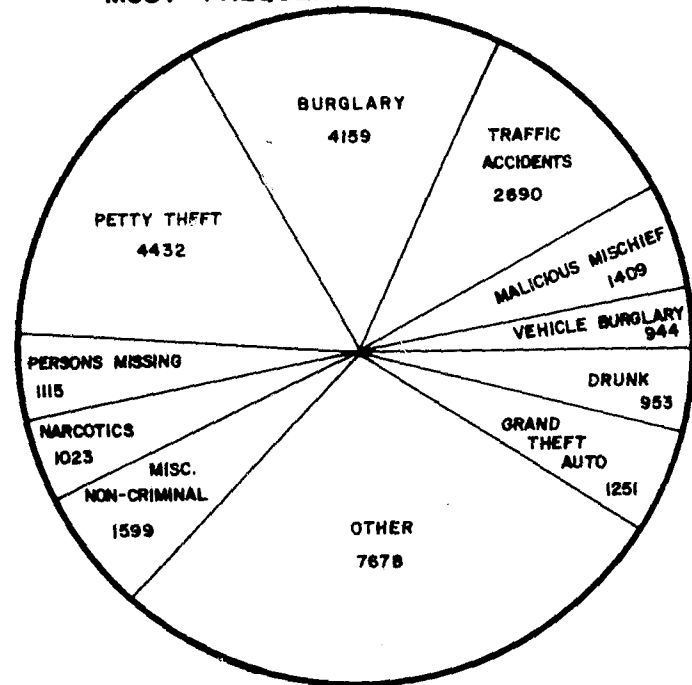 BURGLARY
4159
TRAFFIC
ACCIDENTS
2690
MALICIOUS MISCHIEF
1409
VEHICLE BURGLARY
944
DRUNK
953
GRAND
THEFT
AUTO
1251
OTHER
7678
MISC.
NON-CRIMINAL
1599
NARCOTICS
1023
PERSONS MISSING
1115
PETTY THEFT
4432